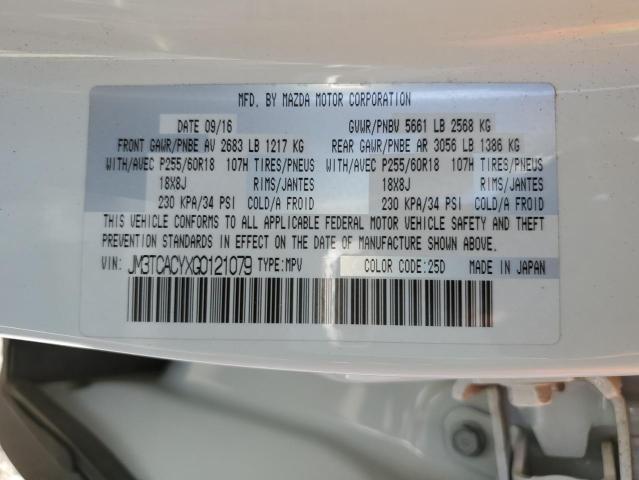 MFD. BY MAZDA MOTOR CORPORATION
DATE 09/16 GVWR/PNBV 5661 LB 2568 KG
FRONT GAWR/PNBE AV 2683 LB 1217 KG REAR GAWR/PNBE AR 3056 LB 1386 KG
WITH/AVEC P255/60R18 107H TIRES/PNEUS WITH/AVEC P255/60R18 107H TIRES/PNEUS
18X8J RIMS/JANTES 18X8J RIMS/JANTES
230 KPA/34 PSI COLD/A FROID 230 KPA/34 PSI COLD/A FROID
THIS VEHICLE CONFORMS TO ALL APPLICABLE FEDERAL MOTOR VEHICLE SAFETY AND THEFT
PREVENTION STANDARDS IN EFFECT ON THE DATE OF MANUFACTURE SHOWN ABOVE.
VIN: JM3TCACYXG0121079 TYPE:MPV COLOR CODE:25D MADE IN JAPAN